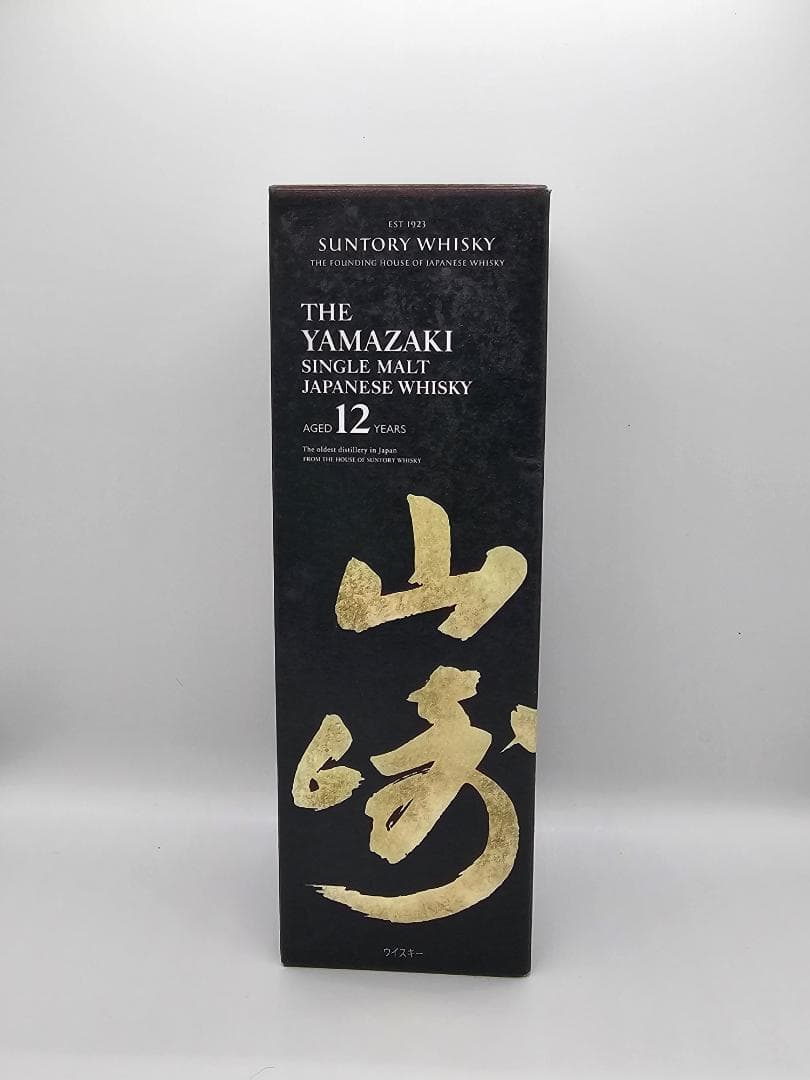 EST 1923
SUNTORY WHISKY
THE FOUNDING HOUSE OF JAPANESE WHISKY
THE
YAMAZAKI
SINGLE MALT
JAPANESE WHISKY
AGED 12 YEARS
The oldest distillery in Japan
FROM THE HOUSE OF SUNTORY WHISKY
山
崎
ウイスキー